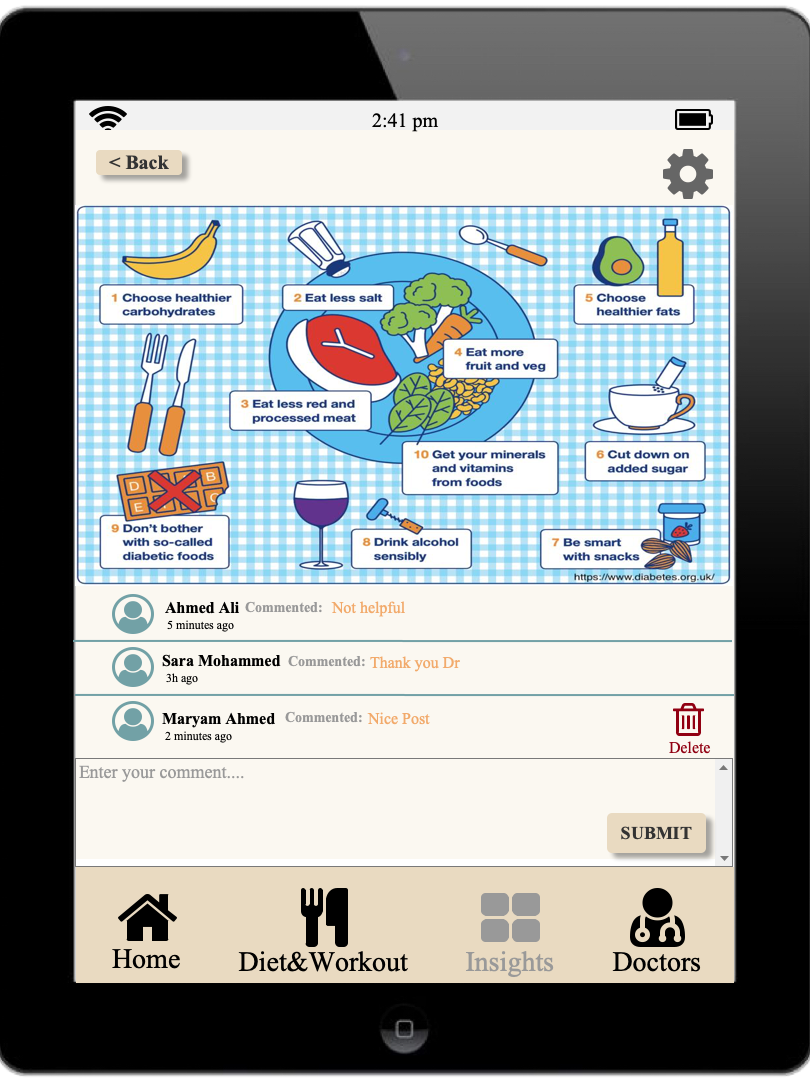 2:41 pm
< Back
1 Choose healthier
carbohydrates
2 Eat less salt
5 Choose
healthier fats
4 Eat more
fruit and veg
3 Eat less red and
processed meat
10 Get your minerals
and vitamins
from foods
6 Cut down on
added sugar
D B
E C
9 Don't bother
with so-called
diabetic foods
8 Drink alcohol
sensibly
7 Be smart
with snacks
https://www.diabetes.org.uk/
Ahmed Ali Commented: Not helpful
5 minutes ago
Sara Mohammed Commented: Thank you Dr
3h ago
Maryam Ahmed Commented: Nice Post
2 minutes ago
Delete
Enter your comment....
SUBMIT
Home Diet&Workout Insights Doctors